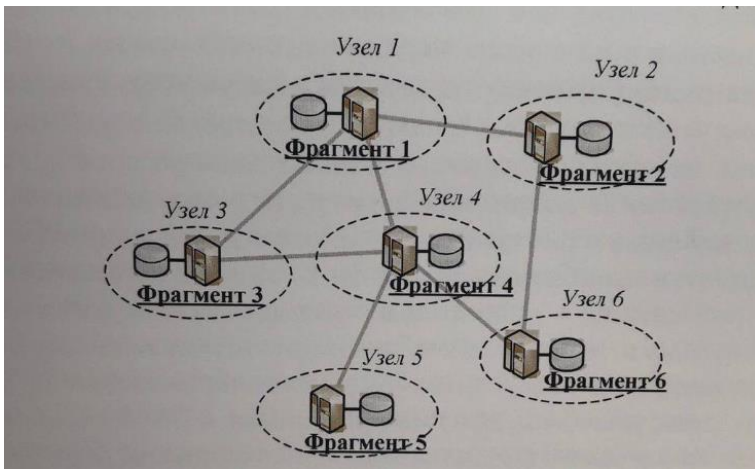 Узел 1
Узел 2
Фрагмент 1
Фрагмент 2
Узел 3
Узел 4
Фрагмент 3
Фрагмент 4
Узел 6
Узел 5
Фрагмент 6
Фрагмент 5